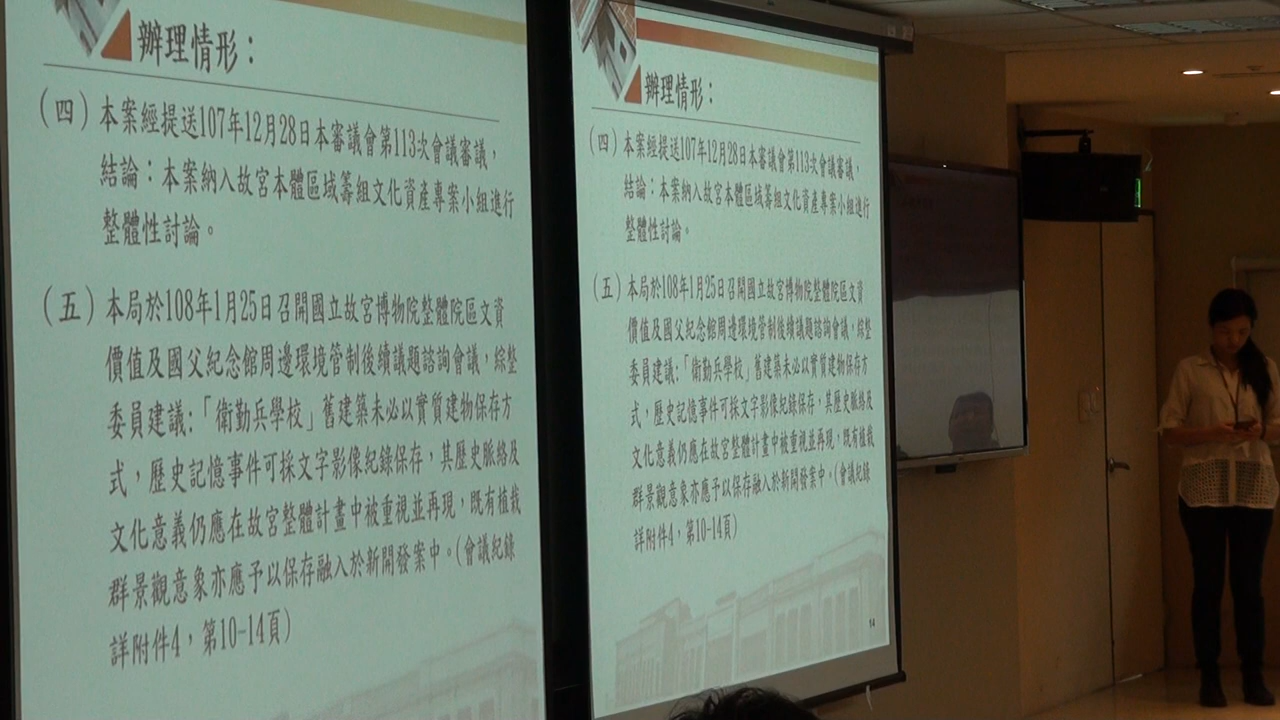 辦理情形：
（四）本案經提送107年12月28日本審議會第113次會議審議，
結論：本案納入故宮本體區域籌組文化資產專案小組進行
整體性討論。
（五）本局於108年1月25日召開國立故宮博物院整體院區文資
價值及國父紀念館周邊環境管制後續議題諮詢會議，綜整
委員建議:「衛勤兵學校」舊建築未必以實質建物保存方
式，歷史記憶事件可採文字影像紀錄保存，其歷史脈絡及
文化意義仍應在故宮整體計畫中被重視並再現，既有植栽
群景觀意象亦應予以保存融入於新開發案中。(會議紀錄
詳附件4，第10-14頁)
辦理情形：
（四）本案經提送107年12月28日本審議會第113次會議審議，
結論：本案納入故宮本體區域籌組文化資產專案小組進行
整體性討論。
（五）本局於108年1月25日召開國立故宮博物院整體院區文資
價值及國父紀念館周邊環境管制後續議題諮詢會議，綜整
委員建議:「衛勤兵學校」舊建築未必以實質建物保存方
式，歷史記憶事件可採文字影像紀錄保存，其歷史脈絡及
文化意義仍應在故宮整體計畫中被重視並再現，既有植栽
群景觀意象亦應予以保存融入於新開發案中。(會議紀錄
詳附件4，第10-14頁)
14